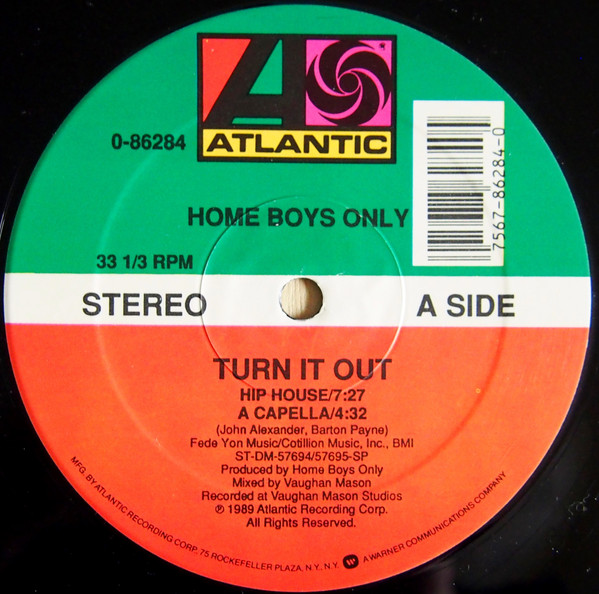 ATLANTIC
0-86284
7567-86284-0
HOME BOYS ONLY
33 1/3 RPM
STEREO
A SIDE
TURN IT OUT
HIP HOUSE/7:27
A CAPELLA/4:32
(John Alexander, Barton Payne)
Fede Yon Music/Cotillion Music, Inc., BMI
ST-DM-57694/57695-SP
Produced by Home Boys Only
Mixed by Vaughan Mason
Recorded at Vaughan Mason Studios
℗ 1989 Atlantic Recording Corp.
All Rights Reserved.
MFG. BY ATLANTIC RECORDING CORP. 75 ROCKEFELLER PLAZA, N.Y., N.Y. A WARNER COMMUNICATIONS COMPANY